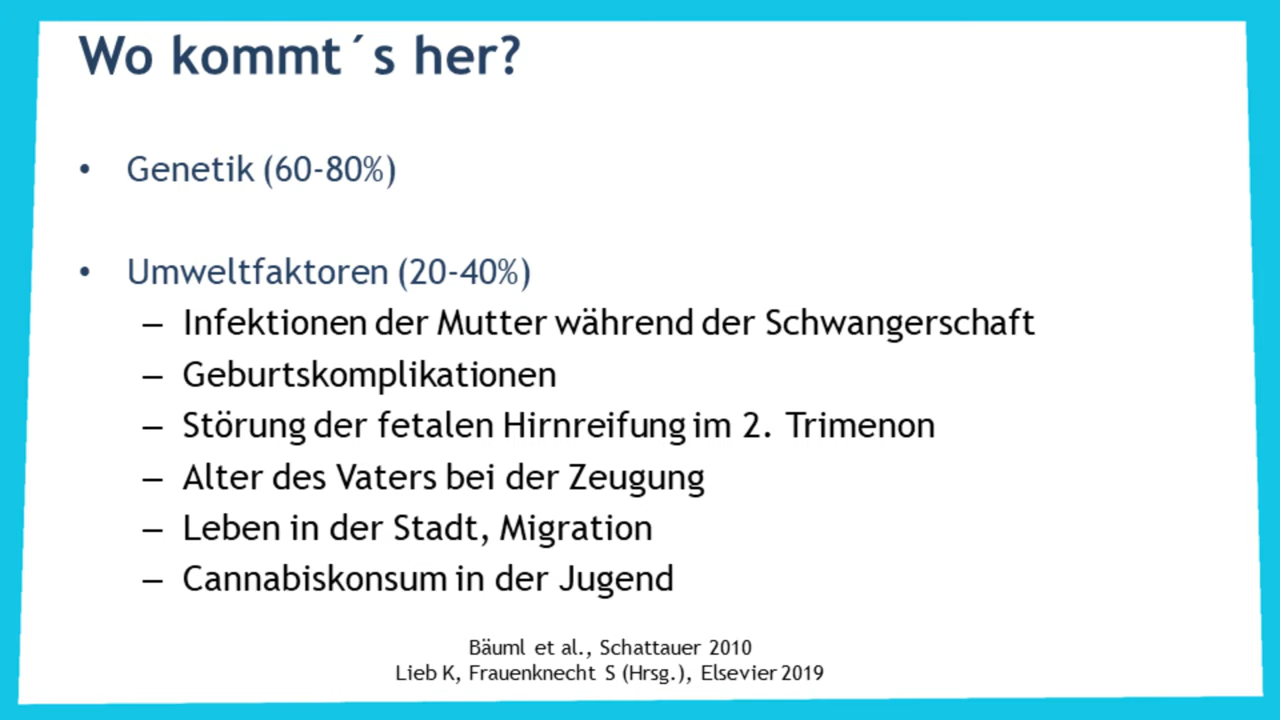 Wo kommt´s her?
• Genetik (60-80%)
• Umweltfaktoren (20-40%)
– Infektionen der Mutter während der Schwangerschaft
– Geburtskomplikationen
– Störung der fetalen Hirnreifung im 2. Trimenon
– Alter des Vaters bei der Zeugung
– Leben in der Stadt, Migration
– Cannabiskonsum in der Jugend
Bäuml et al., Schattauer 2010
Lieb K, Frauenknecht S (Hrsg.), Elsevier 2019